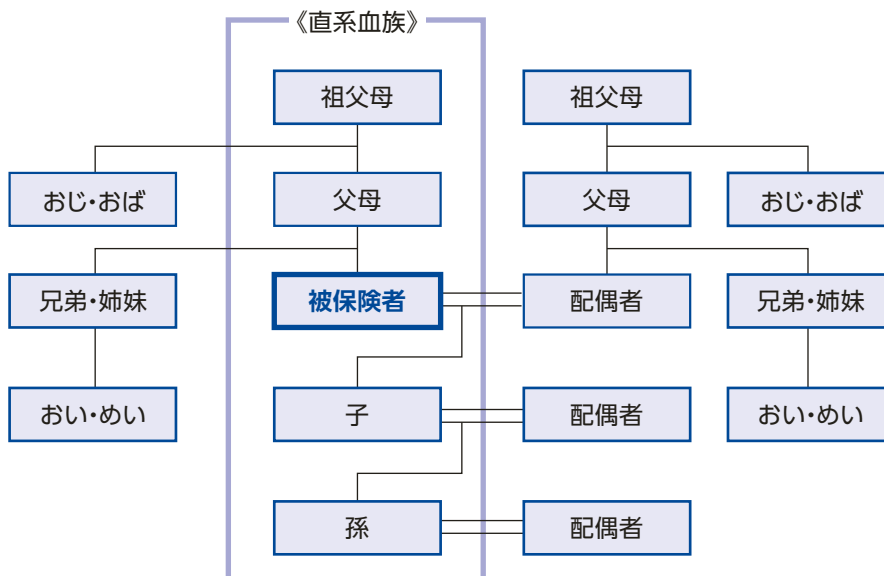 《直系血族》
祖父母
祖父母
おじ・おば
父母
父母
おじ・おば
兄弟・姉妹
被保険者
配偶者
兄弟・姉妹
おい・めい
子
配偶者
おい・めい
孫
配偶者